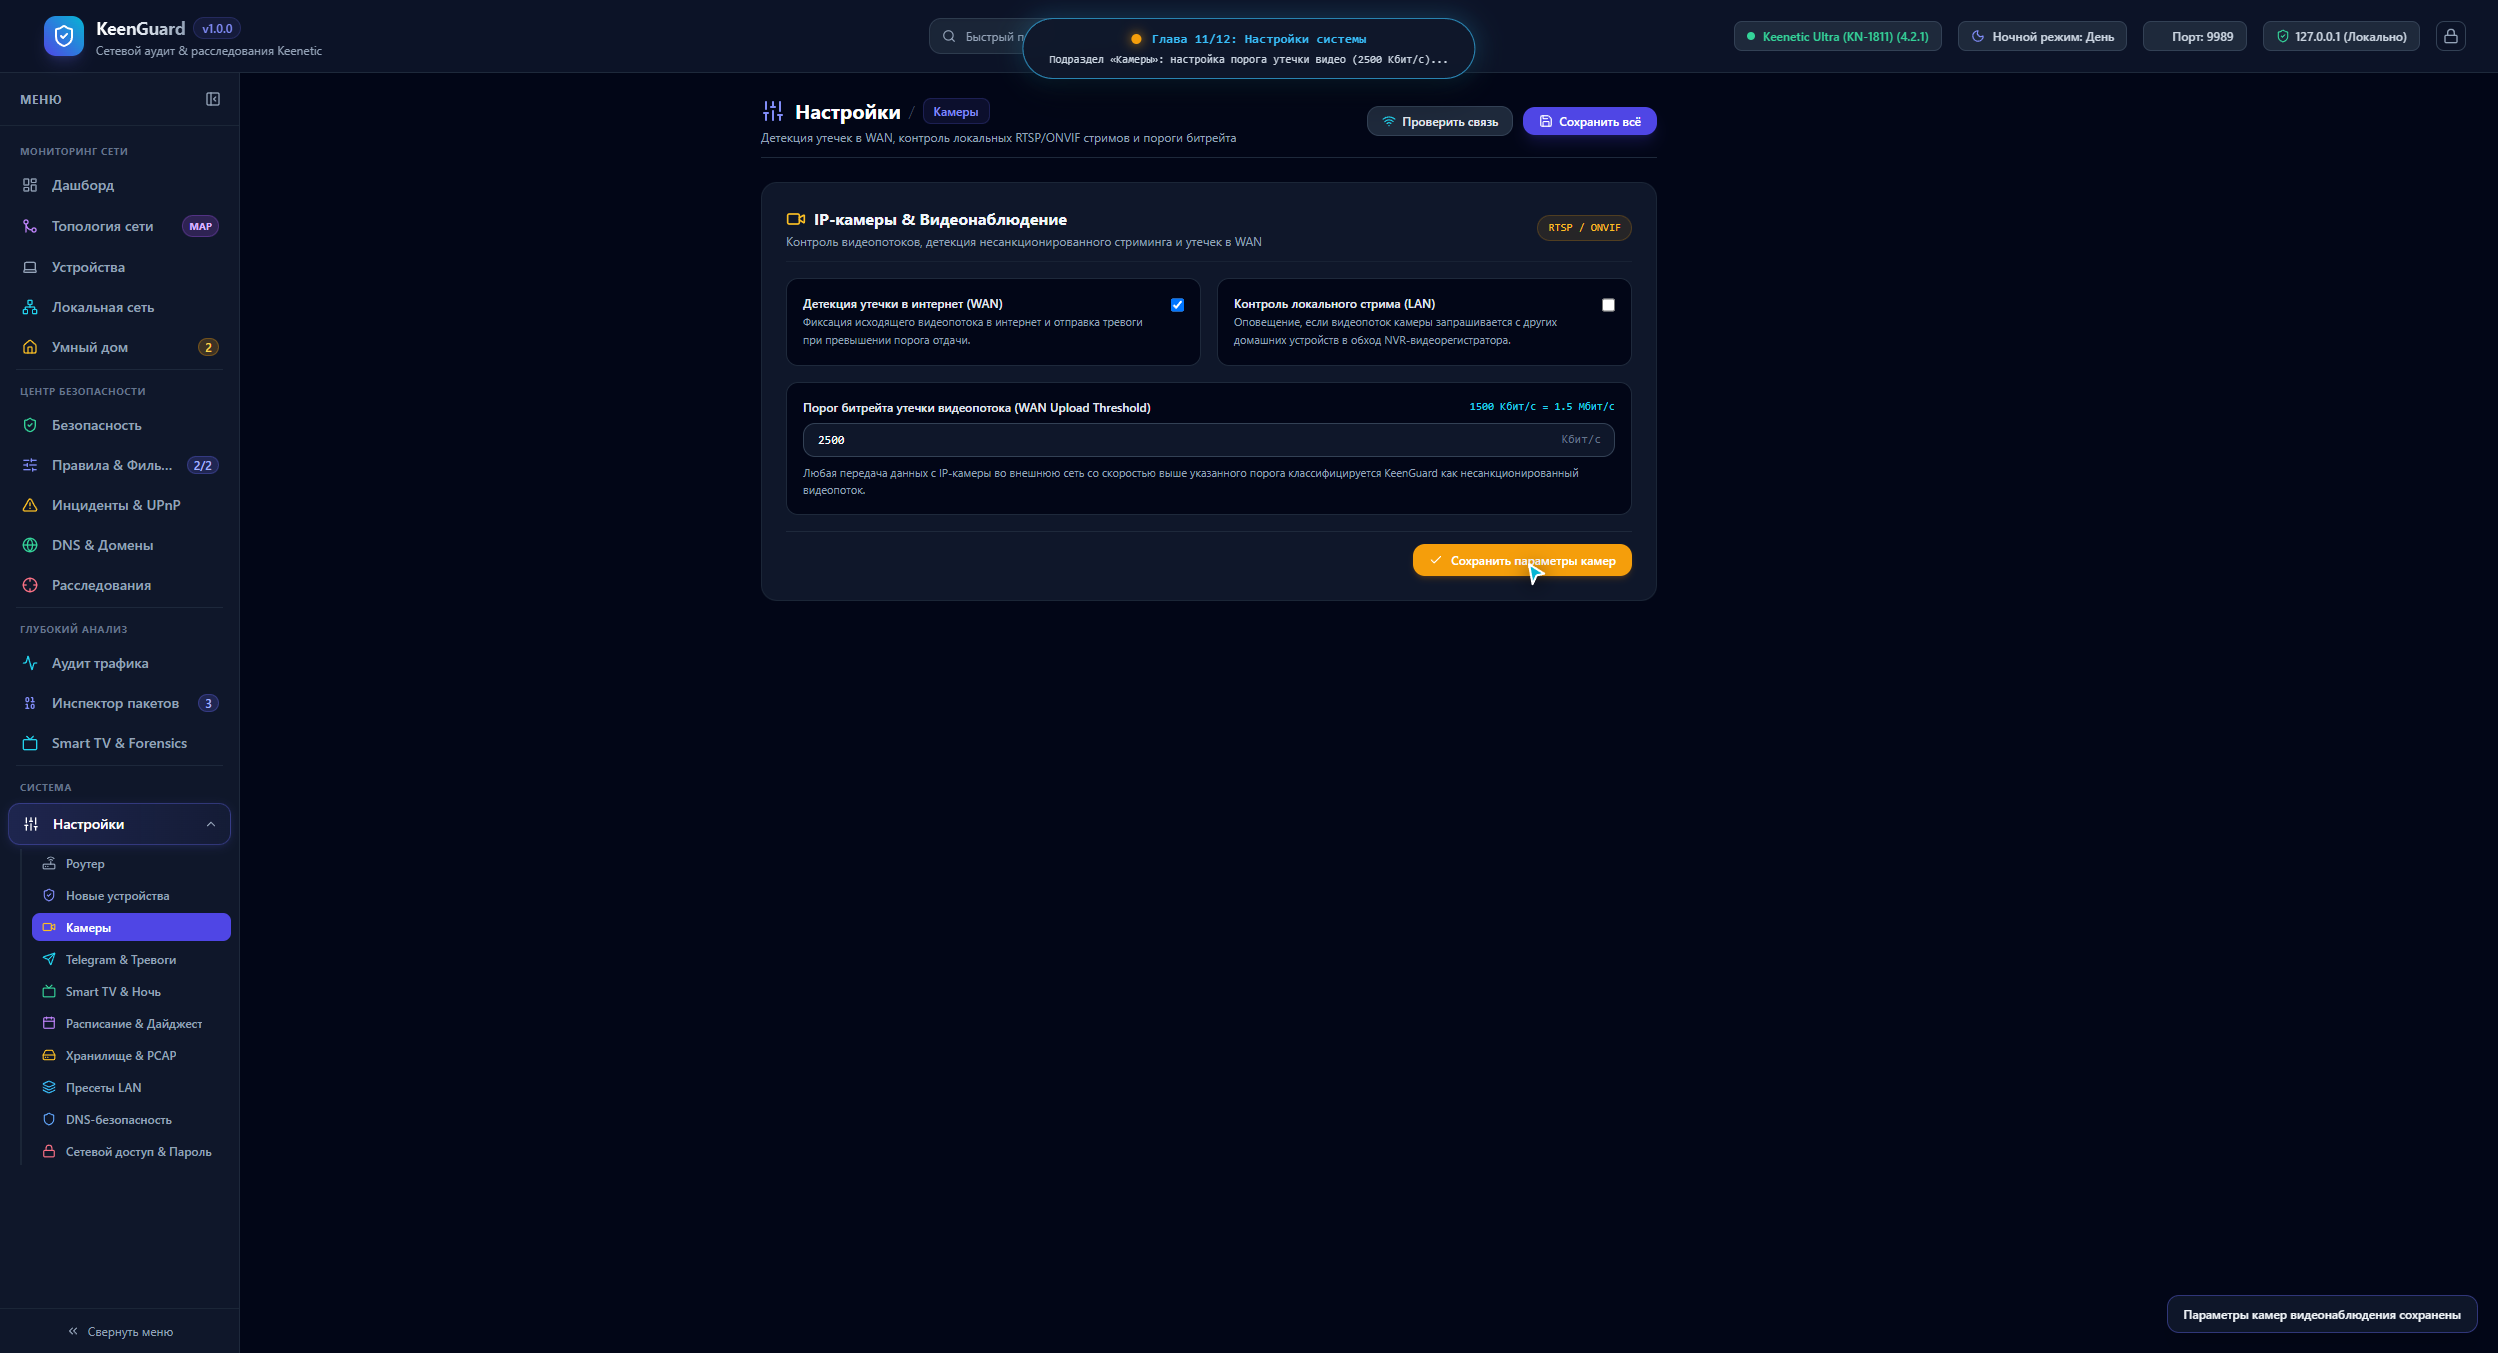 KeenGuard v1.0.0
Сетевой аудит & расследования Keenetic
Быстрый п
Глава 11/12: Настройки системы
Подраздел «Камеры»: настройка порога утечки видео (2500 Кбит/с)...
Keenetic Ultra (KN-1811) (4.2.1)
Ночной режим: День
Порт: 9989
127.0.0.1 (Локально)
МЕНЮ
МОНИТОРИНГ СЕТИ
Дашборд
Топология сети MAP
Устройства
Локальная сеть
Умный дом 2
ЦЕНТР БЕЗОПАСНОСТИ
Безопасность
Правила & Филь... 2/2
Инциденты & UPnP
DNS & Домены
Расследования
ГЛУБОКИЙ АНАЛИЗ
Аудит трафика
Инспектор пакетов 3
Smart TV & Forensics
СИСТЕМА
Настройки
Роутер
Новые устройства
Камеры
Telegram & Тревоги
Smart TV & Ночь
Расписание & Дайджест
Хранилище & PCAP
Пресеты LAN
DNS-безопасность
Сетевой доступ & Пароль
Свернуть меню
Настройки / Камеры
Детекция утечек в WAN, контроль локальных RTSP/ONVIF стримов и пороги битрейта
Проверить связь
Сохранить всё
IP-камеры & Видеонаблюдение
Контроль видеопотоков, детекция несанкционированного стриминга и утечек в WAN
RTSP / ONVIF
Детекция утечки в интернет (WAN)
Фиксация исходящего видеопотока в интернет и отправка тревоги
при превышении порога отдачи.
Контроль локального стрима (LAN)
Оповещение, если видеопоток камеры запрашивается с других
домашних устройств в обход NVR-видеорегистратора.
Порог битрейта утечки видеопотока (WAN Upload Threshold)
1500 Кбит/с = 1.5 Мбит/с
2500
Кбит/с
Любая передача данных с IP-камеры во внешнюю сеть со скоростью выше указанного порога классифицируется KeenGuard как несанкционированный
видеопоток.
Сохранить параметры камер
Параметры камер видеонаблюдения сохранены